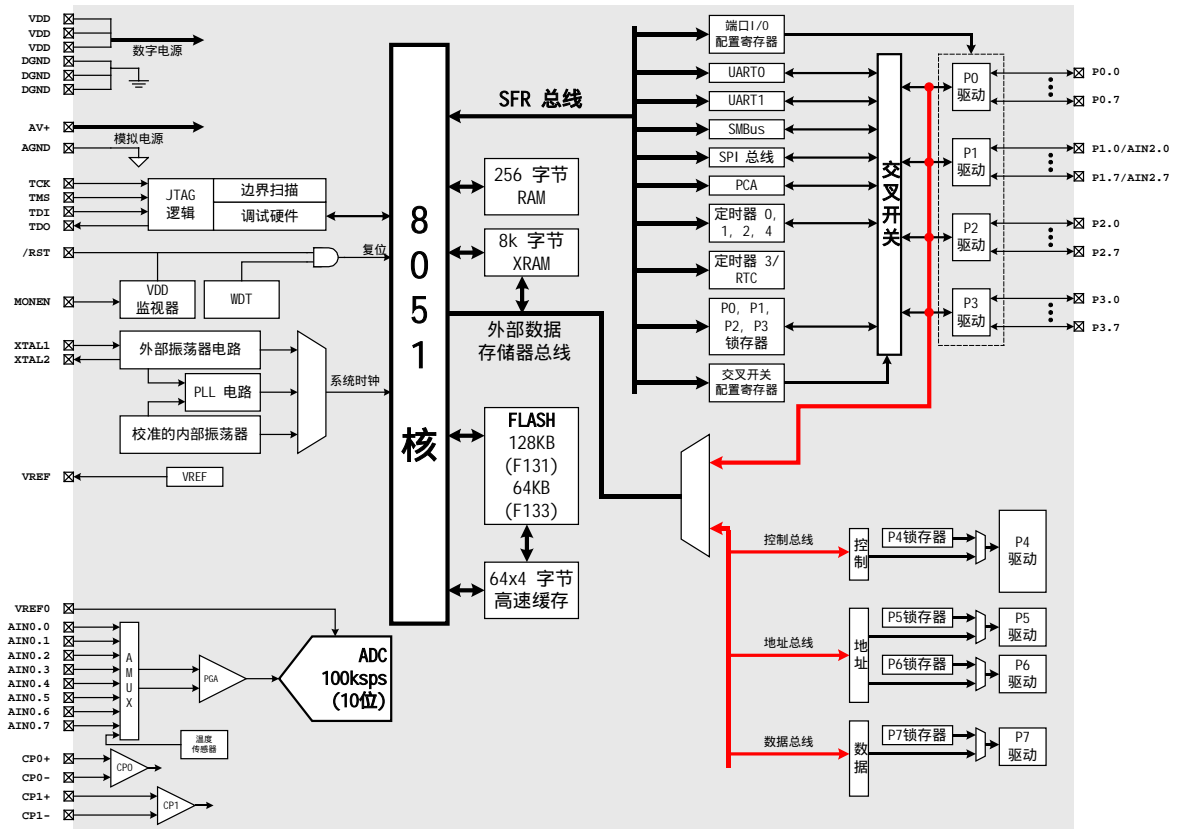 VDD
VDD
VDD
DGND
DGND
DGND
数字电源
AV+
模拟电源
AGND
TCK
TMS
TDI
TDO
JTAG
逻辑
边界扫描
调试硬件
/RST
复位
MONEN
VDD
监视器
WDT
XTAL1
XTAL2
外部振荡器电路
PLL 电路
校准的内部振荡器
系统时钟
VREF
VREF
VREF0
AIN0.0
AIN0.1
AIN0.2
AIN0.3
AIN0.4
AIN0.5
AIN0.6
AIN0.7
A
M
U
X
PGA
ADC
100ksps
(10位)
温度
传感器
CP0+
CP0-
CP0
CP1+
CP1-
CP1
8
0
5
1
核
SFR 总线
256 字节
RAM
8k 字节
XRAM
外部数据
存储器总线
FLASH
128KB
(F131)
64KB
(F133)
64x4 字节
高速缓存
端口I/O
配置寄存器
UART0
UART1
SMBus
SPI 总线
PCA
定时器 0,
1, 2, 4
定时器 3/
RTC
P0, P1,
P2, P3
锁存器
交叉开关
配置寄存器
交
叉
开
关
P0
驱动
P1
驱动
P2
驱动
P3
驱动
P0.0
P0.7
P1.0/AIN2.0
P1.7/AIN2.7
P2.0
P2.7
P3.0
P3.7
控制总线
控
制
P4锁存器
P4
驱动
地址总线
地
址
P5锁存器
P5
驱动
P6锁存器
P6
驱动
数据总线
数
据
P7锁存器
P7
驱动